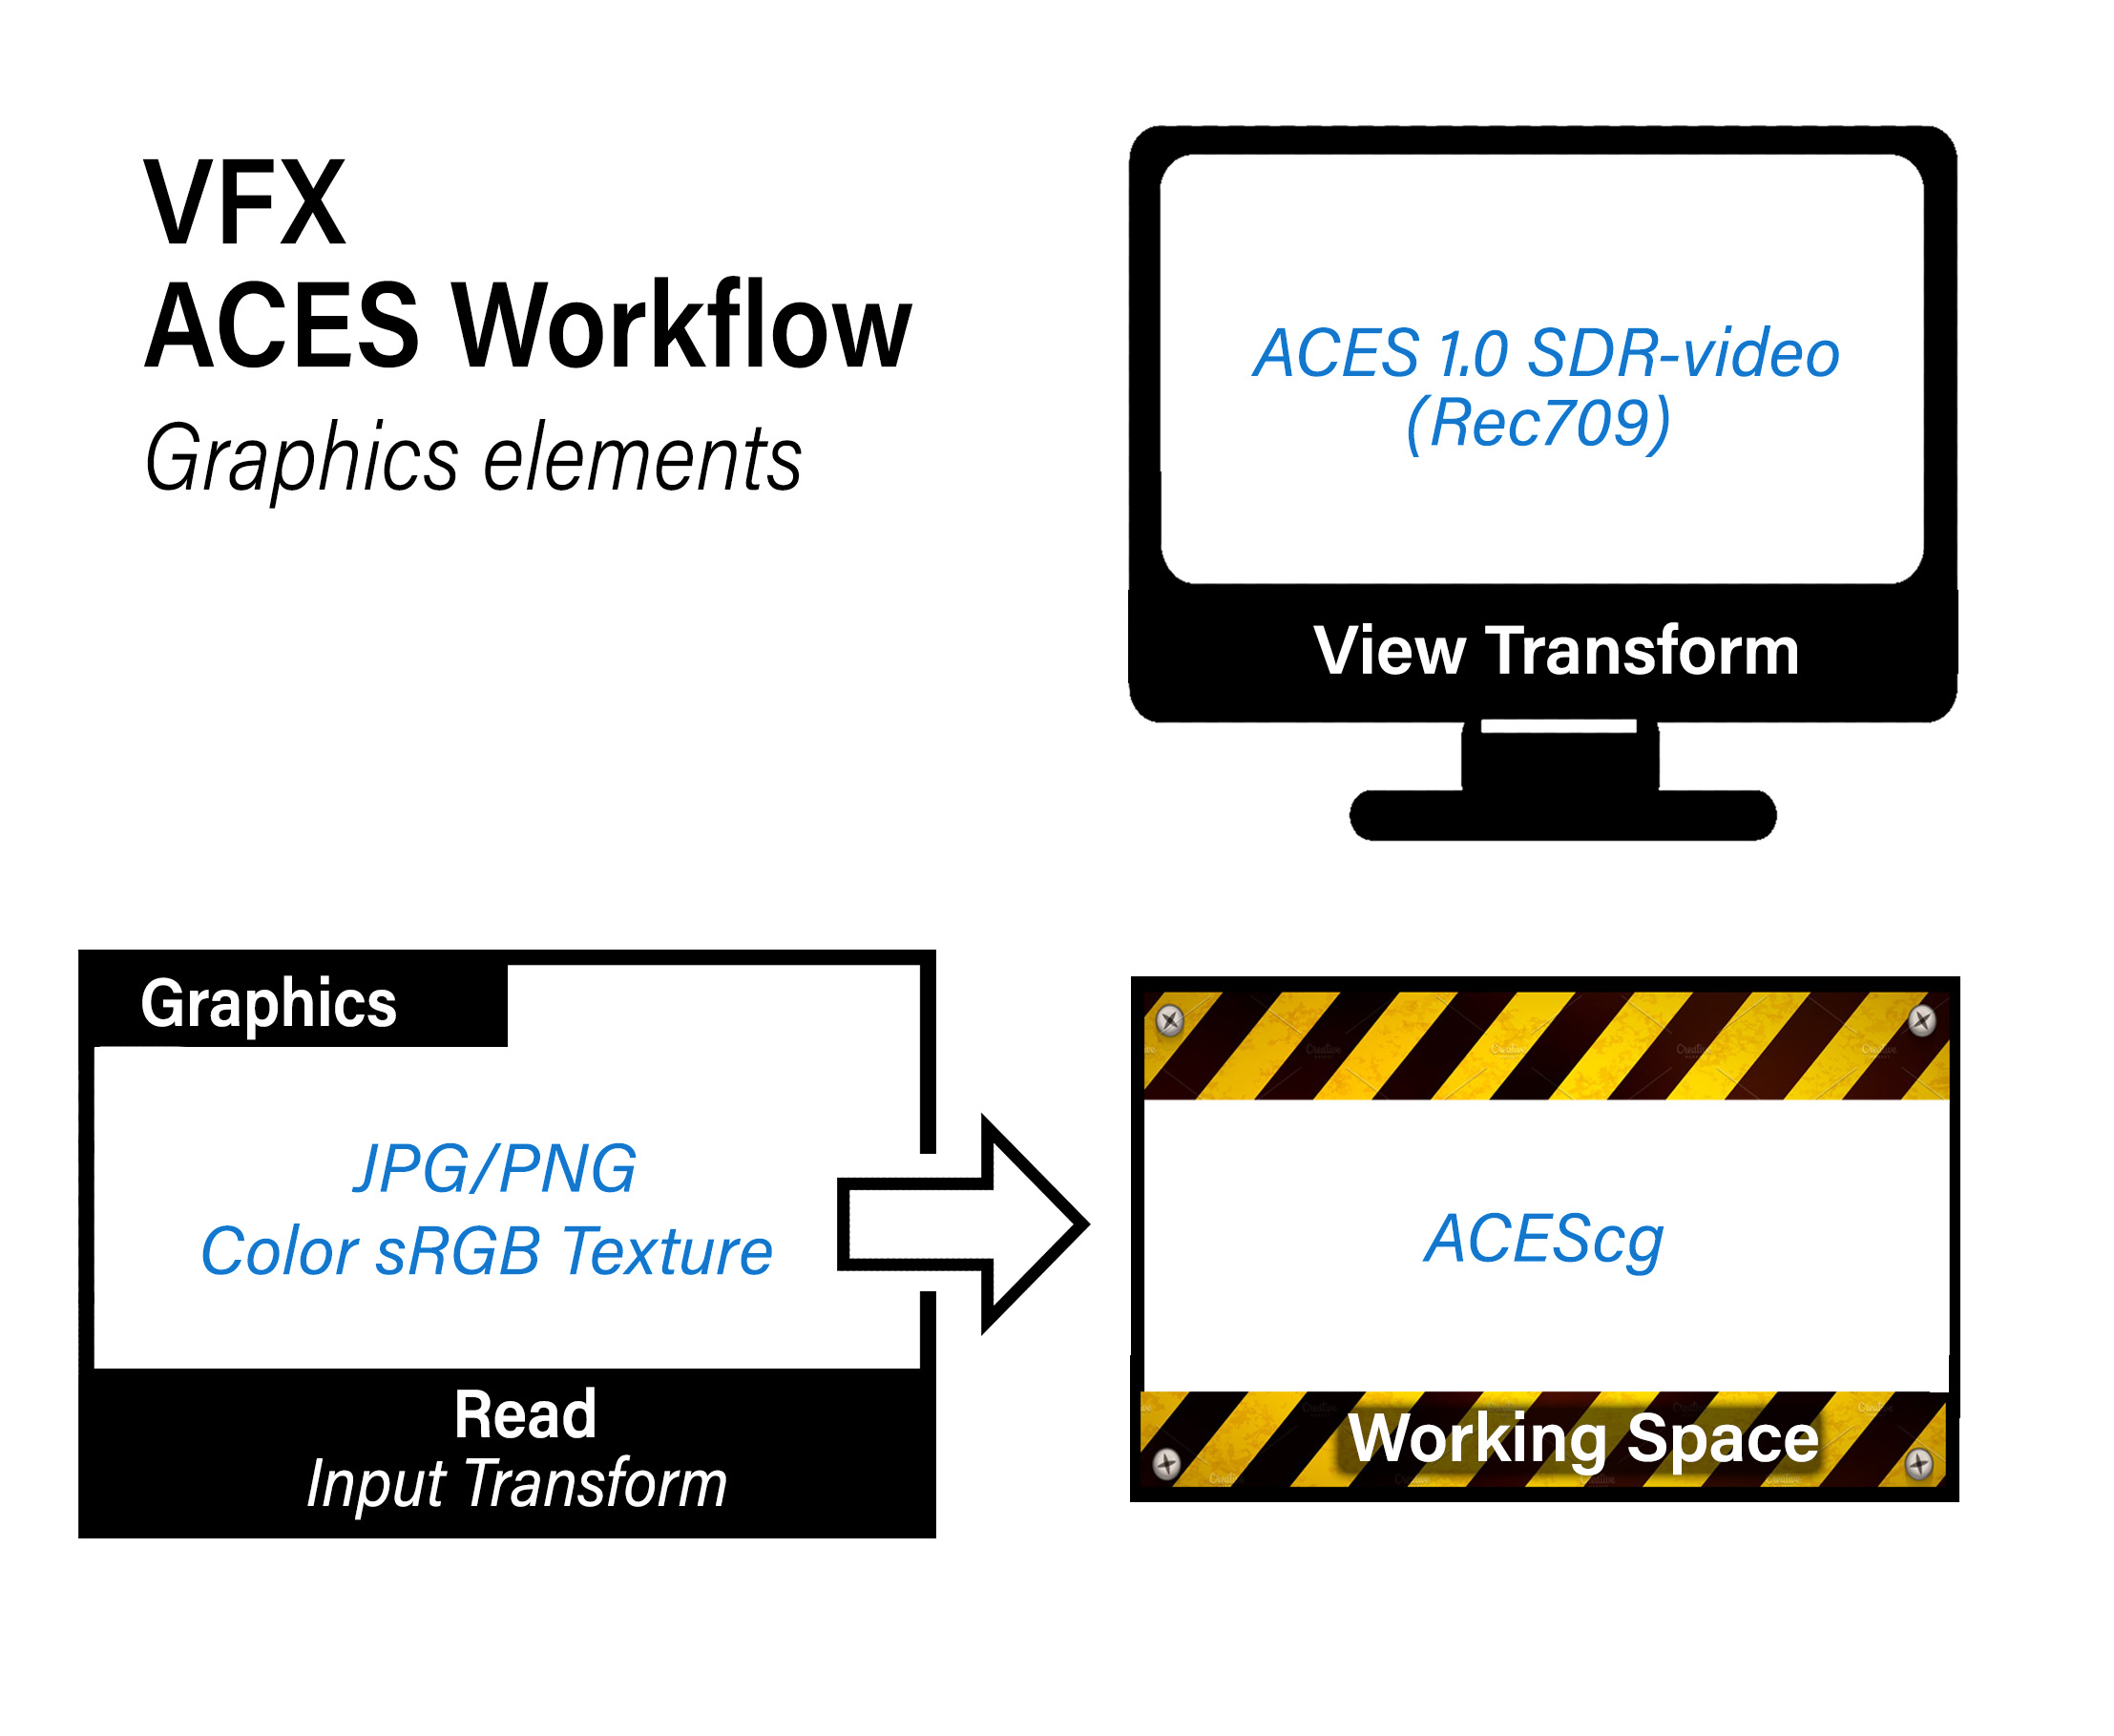 VFX
ACES Workflow
Graphics elements
ACES 1.0 SDR-video
(Rec709)
View Transform
Graphics
JPG/PNG
Color sRGB Texture
Read
Input Transform
ACEScg
Working Space